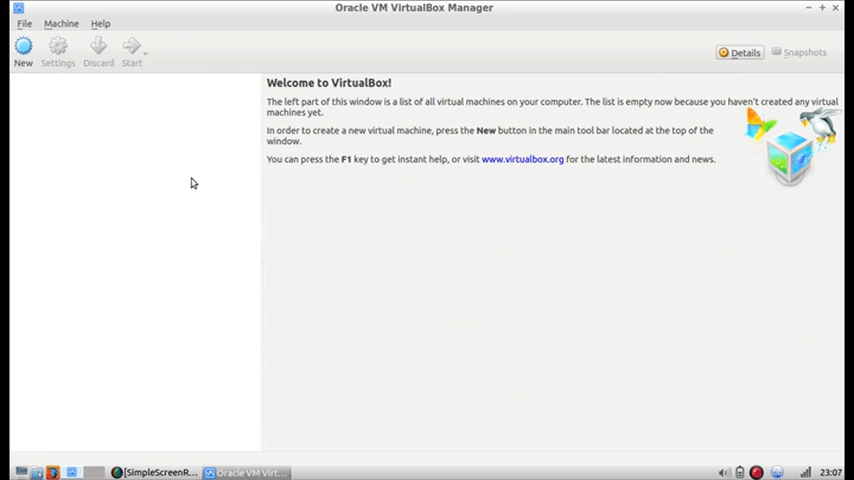 Oracle VM VirtualBox Manager
File Machine Help
New Settings Discard Start Details Snapshots
Welcome to VirtualBox!
The left part of this window is a list of all virtual machines on your computer. The list is empty now because you haven't created any virtual
machines yet.
In order to create a new virtual machine, press the New button in the main tool bar located at the top of the
window.
You can press the F1 key to get instant help, or visit www.virtualbox.org for the latest information and news.
[SimpleScreenR... Oracle VM Virt... 23:07